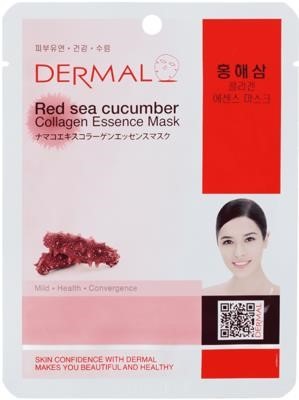 피부유연 · 건강 · 수렴
DERMAL
Red sea cucumber
Collagen Essence Mask
ナマコエキスコラーゲンエッセンスマスク
홍해삼
콜라겐
에센스 마스크
Mild · Health · Convergence
DERMAL
SKIN CONFIDENCE WITH DERMAL
MAKES YOU BEAUTIFUL AND HEALTHY